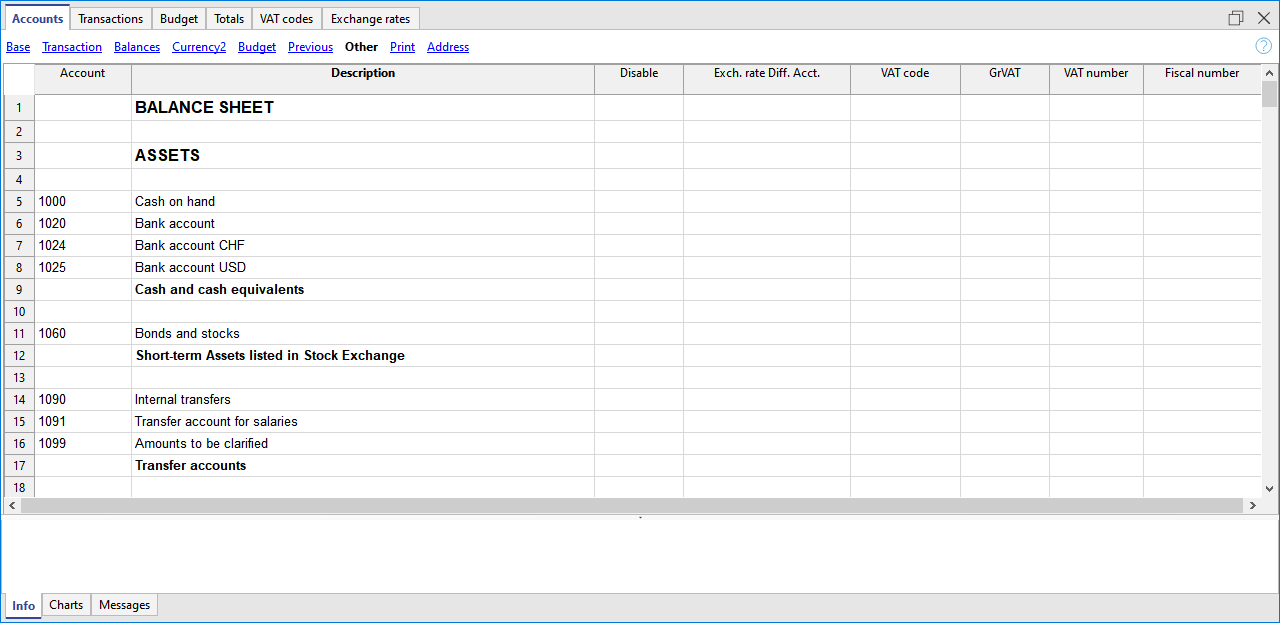 Accounts Transactions Budget Totals VAT codes Exchange rates
Base Transaction Balances Currency2 Budget Previous Other Print Address ?
Account Description Disable Exch. rate Diff. Acct. VAT code GrVAT VAT number Fiscal number
1 BALANCE SHEET
2
3 ASSETS
4
5 1000 Cash on hand
6 1020 Bank account
7 1024 Bank account CHF
8 1025 Bank account USD
9 Cash and cash equivalents
10
11 1060 Bonds and stocks
12 Short-term Assets listed in Stock Exchange
13
14 1090 Internal transfers
15 1091 Transfer account for salaries
16 1099 Amounts to be clarified
17 Transfer accounts
18
Info Charts Messages